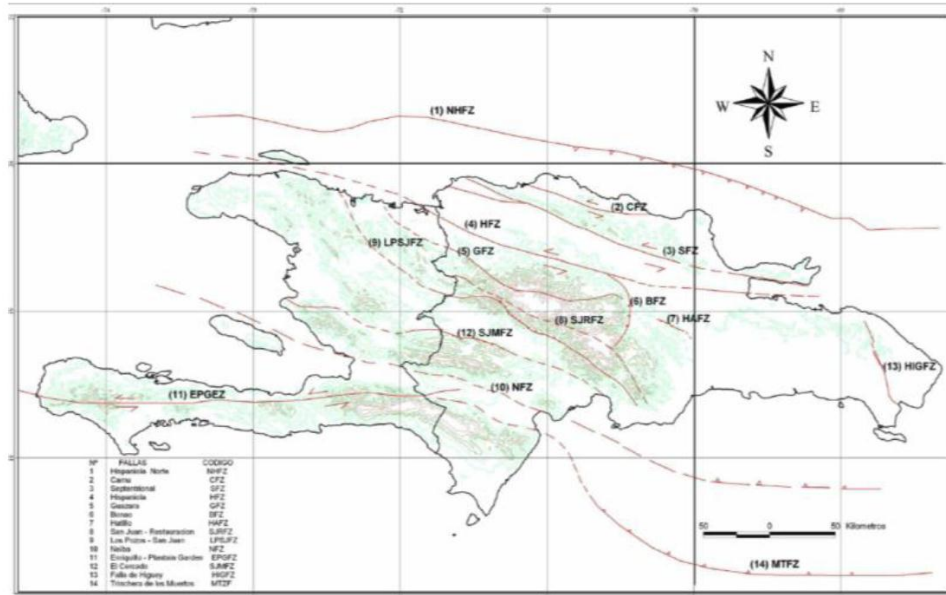 N
W E
S
(1) NHFZ
(2) CFZ
(4) HFZ
(9) LPSJFZ
(3) SFZ
(5) GFZ
(6) BFZ
(8) SJRFZ
(7) HAFZ
(12) SJMFZ
(13) HIGFZ
(10) NFZ
(11) EPGEZ
(14) MTFZ
50 0 50 Kilometros
Nº FALLAS CODIGO
1 Hispaniola Norte NHFZ
2 Camu CFZ
3 Septentrional SFZ
4 Hispaniola HFZ
5 GFZ
6 Bonao BFZ
7 Hatillo HAFZ
8 San Juan - Restauracion SJRFZ
9 Los Pozos - San Juan LPSJFZ
10 Neiba NFZ
11 Enriquillo - Plantain Garden EPGFZ
12 El Cercado SJMFZ
13 Falla de Higuey HIGFZ
14 Trinchera de los Muertos MTZF